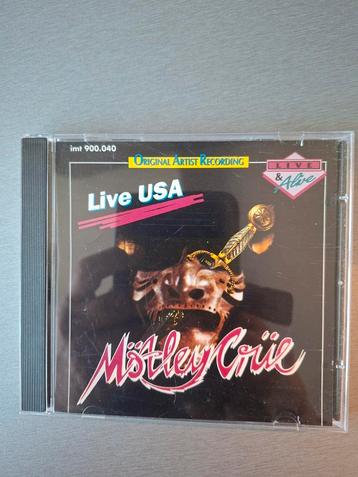 imt 900.040
ORIGINAL ARTIST RECORDING
LIVE
& Alive
Live USA
Mötley Crüe